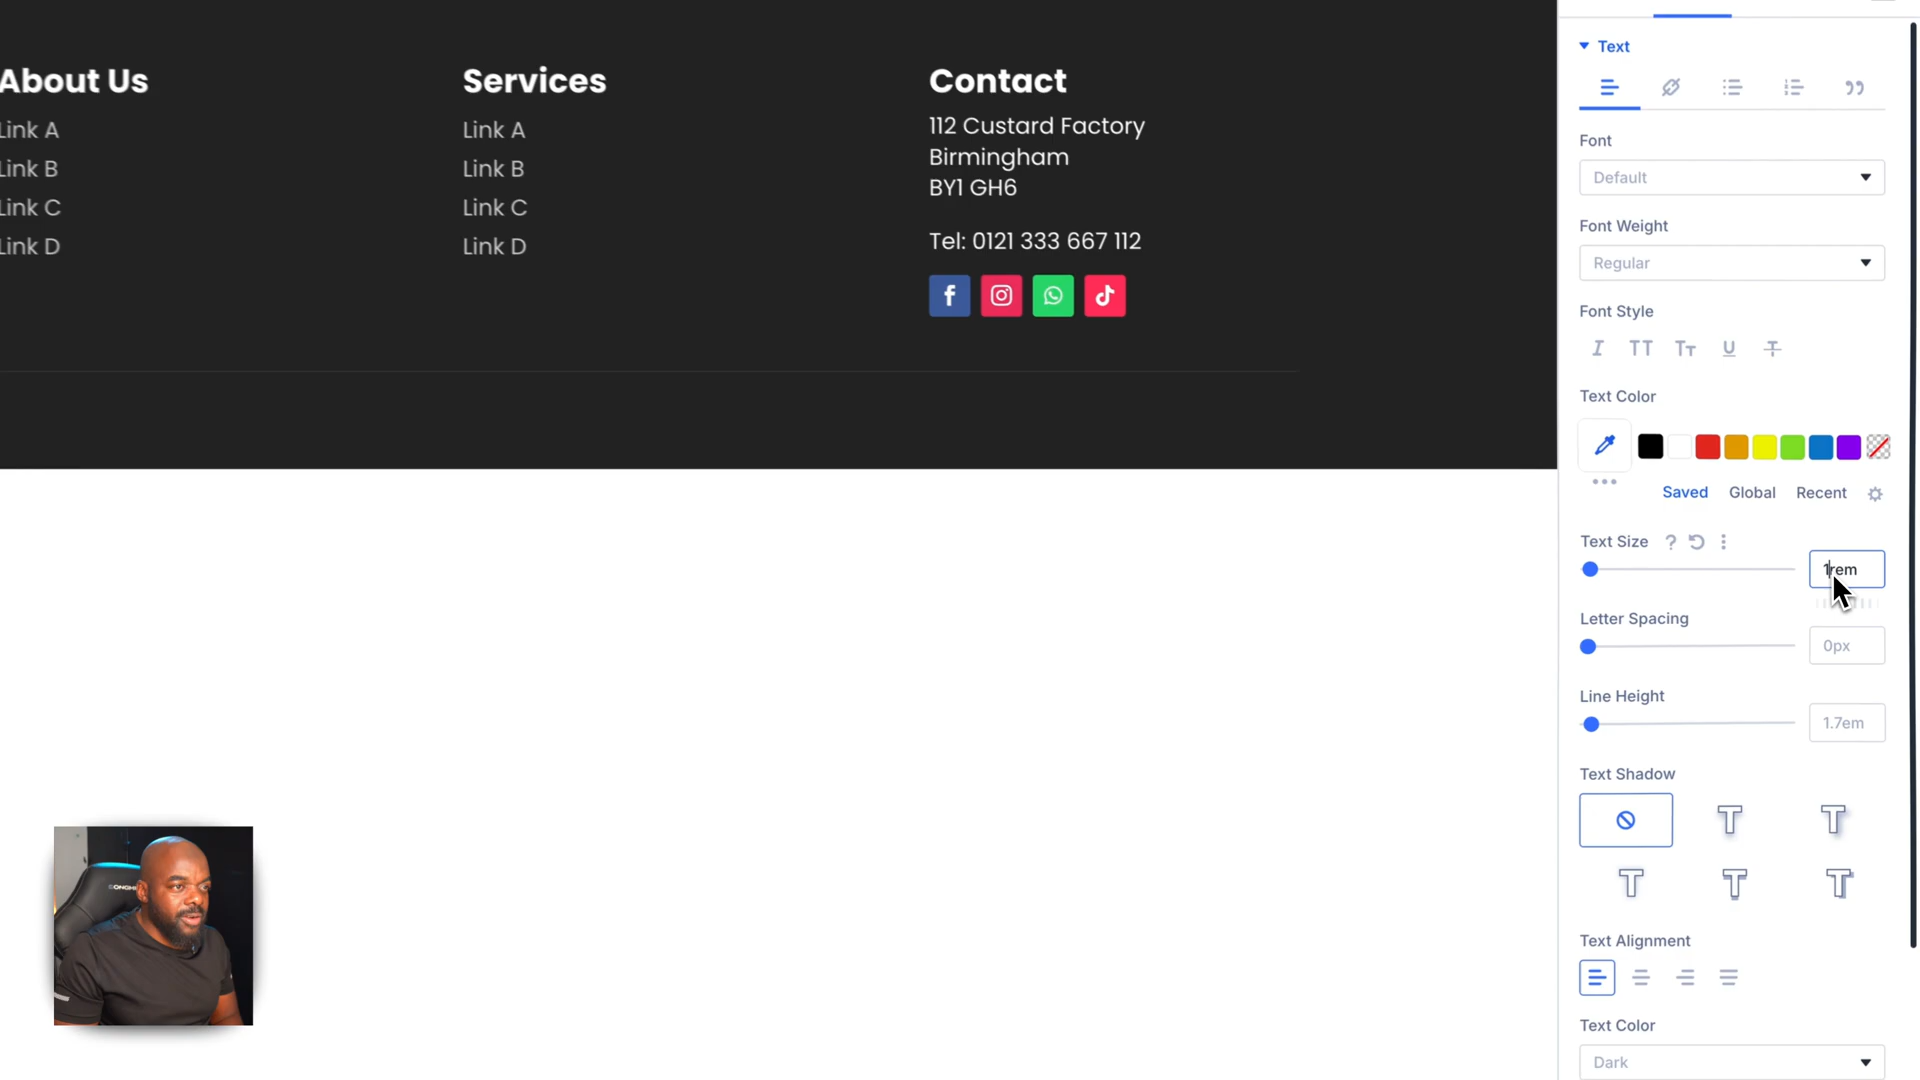 About Us
Link A
Link B
Link C
Link D
Services
Link A
Link B
Link C
Link D
Contact
112 Custard Factory
Birmingham
BY1 GH6
Tel: 0121 333 667 112
Text
Font
Default
Font Weight
Regular
Font Style
Text Color
Saved
Global
Recent
Text Size
1rem
Letter Spacing
0px
Line Height
1.7em
Text Shadow
Text Alignment
Text Color
Dark